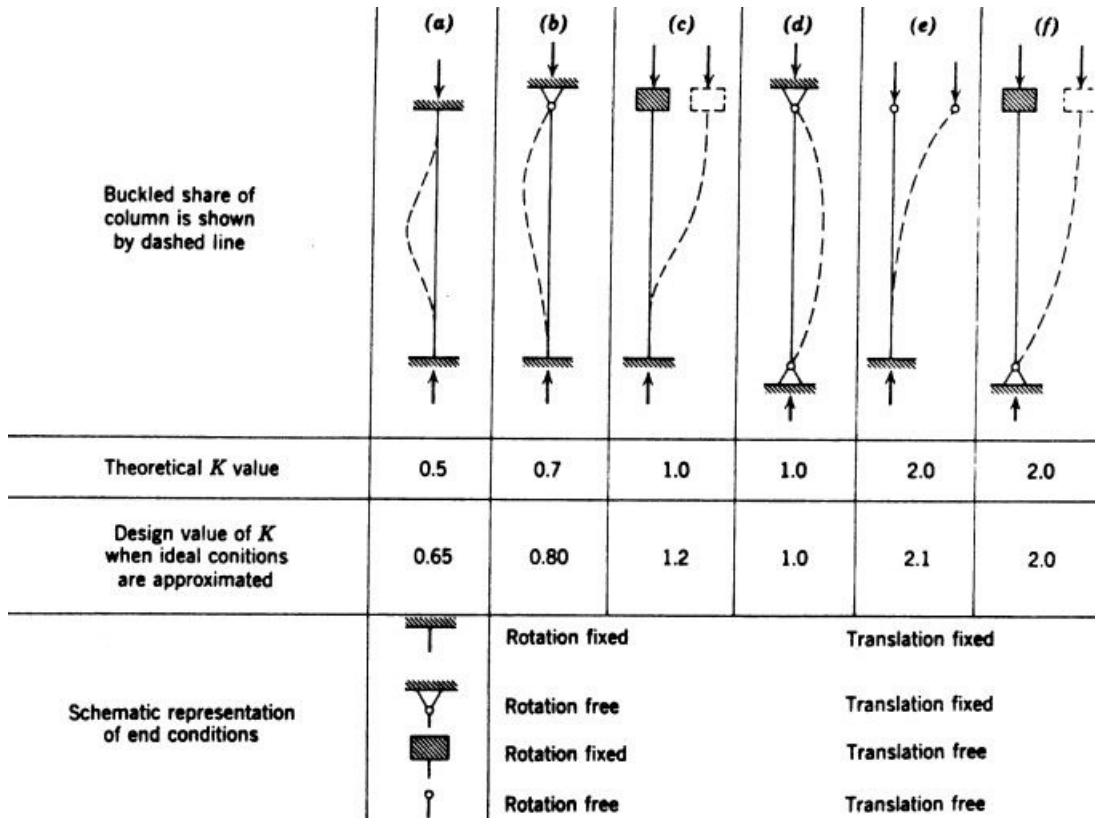 (a) (b) (c) (d) (e) (f)
Buckled share of
column is shown
by dashed line
Theoretical K value 0.5 0.7 1.0 1.0 2.0 2.0
Design value of K
when ideal conitions
are approximated
0.65 0.80 1.2 1.0 2.1 2.0
Schematic representation
of end conditions
Rotation fixed Translation fixed
Rotation free Translation fixed
Rotation fixed Translation free
Rotation free Translation free